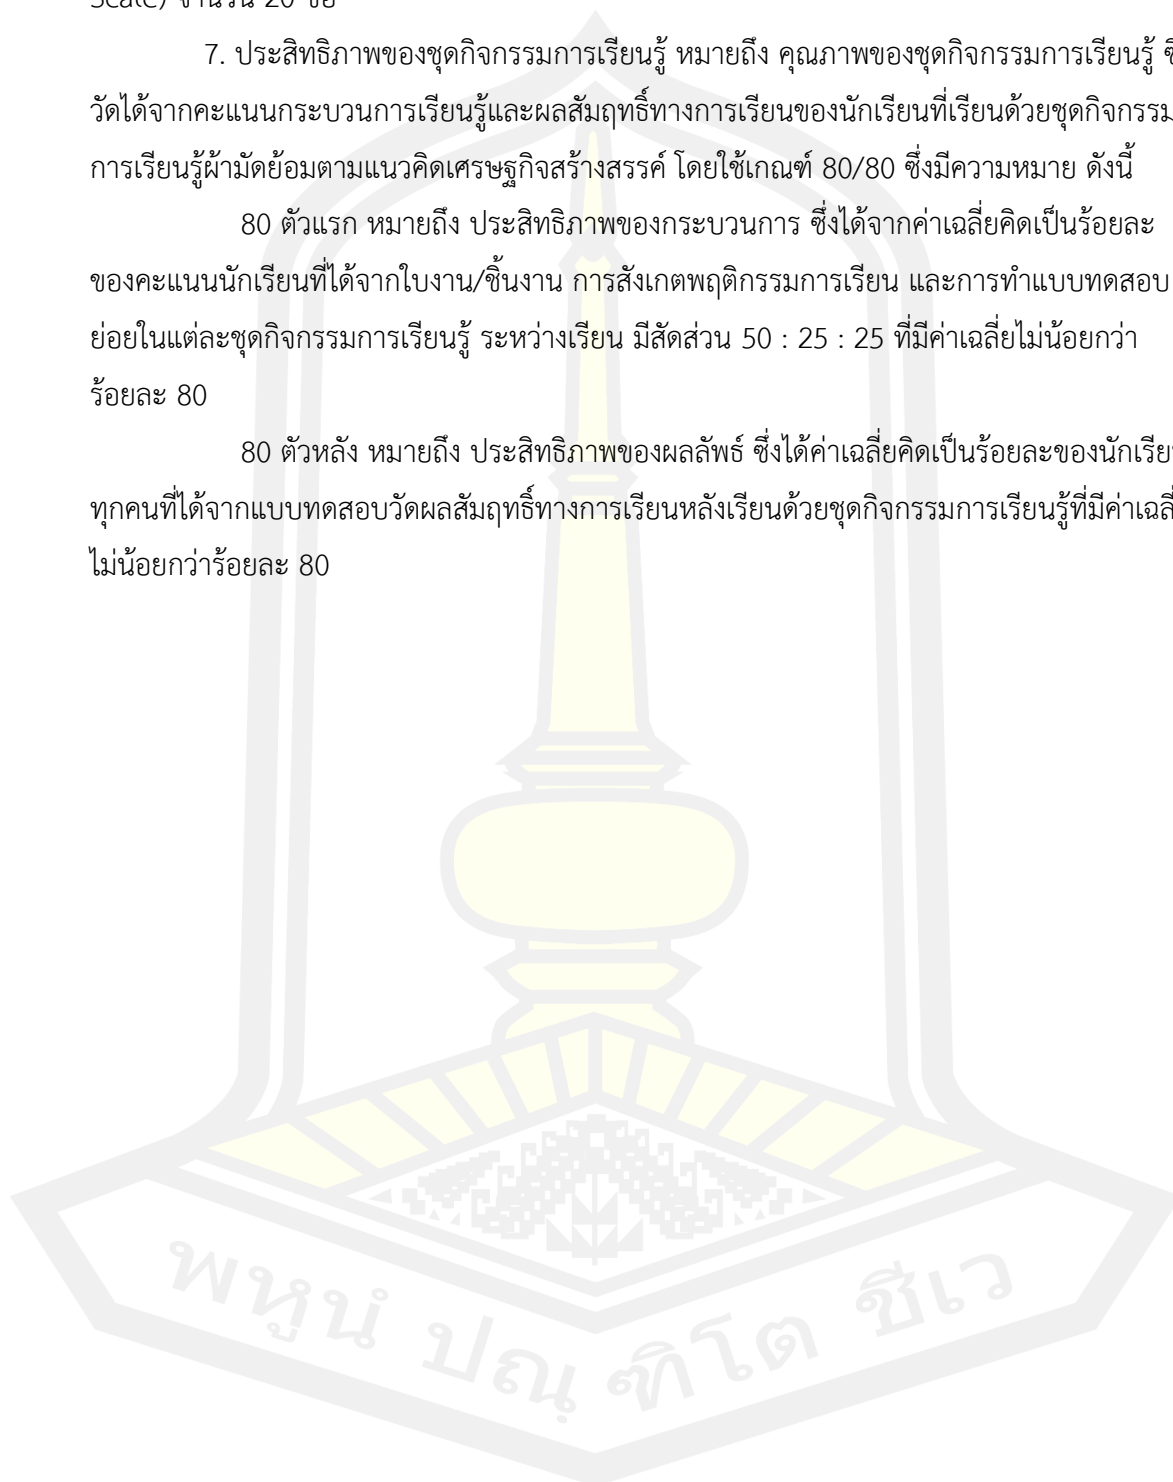 Scale) จำนวน 20 ข้อ
7. ประสิทธิภาพของชุดกิจกรรมการเรียนรู้ หมายถึง คุณภาพของชุดกิจกรรมการเรียนรู้
วัดได้จากคะแนนกระบวนการเรียนรู้และผลสัมฤทธิ์ทางการเรียนของนักเรียนที่เรียนด้วยชุดกิจกรรม
การเรียนรู้ผ้ามัดย้อมตามแนวคิดเศรษฐกิจสร้างสรรค์ โดยใช้เกณฑ์ 80/80 ซึ่งมีความหมาย ดังนี้
80 ตัวแรก หมายถึง ประสิทธิภาพของกระบวนการ ซึ่งได้จากค่าเฉลี่ยคิดเป็นร้อยละ
ของคะแนนนักเรียนที่ได้จากใบงาน/ชิ้นงาน การสังเกตพฤติกรรมการเรียน และการทำแบบทดสอบ
ย่อยในแต่ละชุดกิจกรรมการเรียนรู้ ระหว่างเรียน มีสัดส่วน 50 : 25 : 25 ที่มีค่าเฉลี่ยไม่น้อยกว่า
ร้อยละ 80
80 ตัวหลัง หมายถึง ประสิทธิภาพของผลลัพธ์ ซึ่งได้ค่าเฉลี่ยคิดเป็นร้อยละของนักเรียน
ทุกคนที่ได้จากแบบทดสอบวัดผลสัมฤทธิ์ทางการเรียนหลังเรียนด้วยชุดกิจกรรมการเรียนรู้ที่มีค่าเฉลี่
ไม่น้อยกว่าร้อยละ 80
พหูนํ ปณฺฑิโต ชีเว